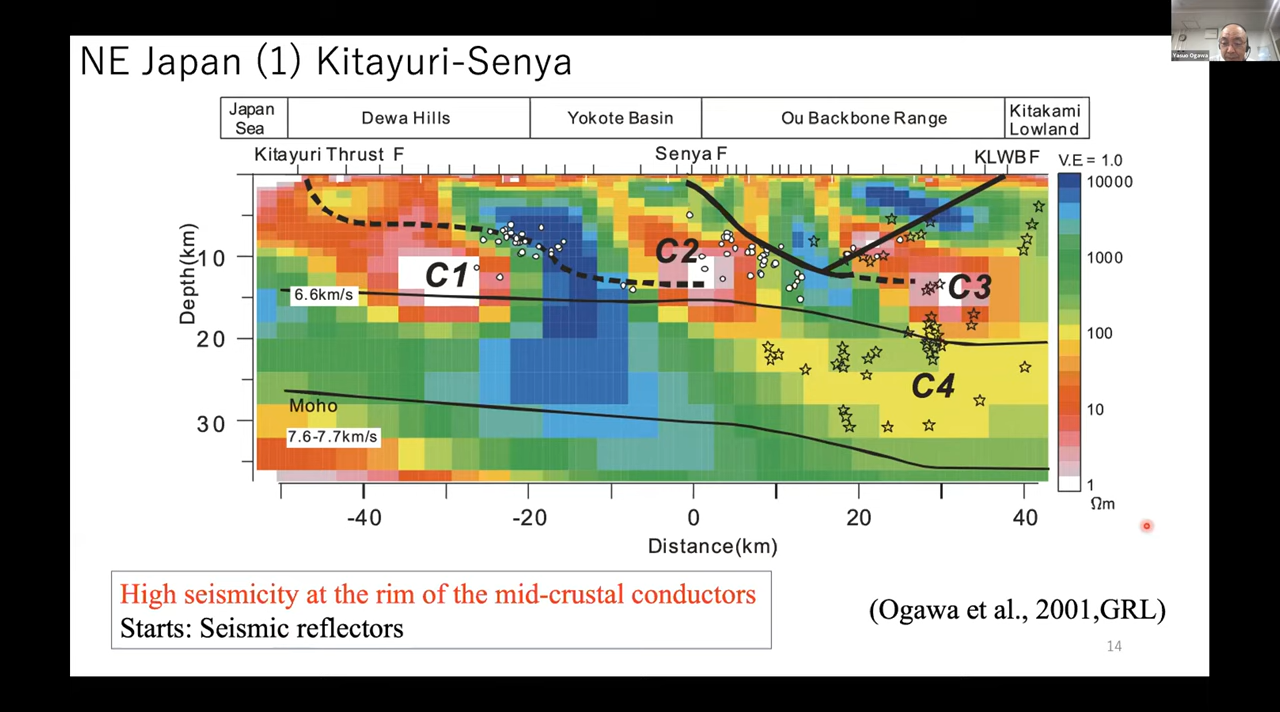 NE Japan (1) Kitayuri-Senya
Yasuo Ogawa
Japan
Sea
Dewa Hills
Yokote Basin
Ou Backbone Range
Kitakami
Lowland
Kitayuri Thrust F
Senya F
KLWB F
V.E = 1.0
10000
1000
100
10
1
Ωm
Depth(km)
10
20
30
C1
C2
C3
C4
6.6km/s
Moho
7.6-7.7km/s
-40
-20
0
20
40
Distance(km)
High seismicity at the rim of the mid-crustal conductors
Starts: Seismic reflectors
(Ogawa et al., 2001,GRL)
14